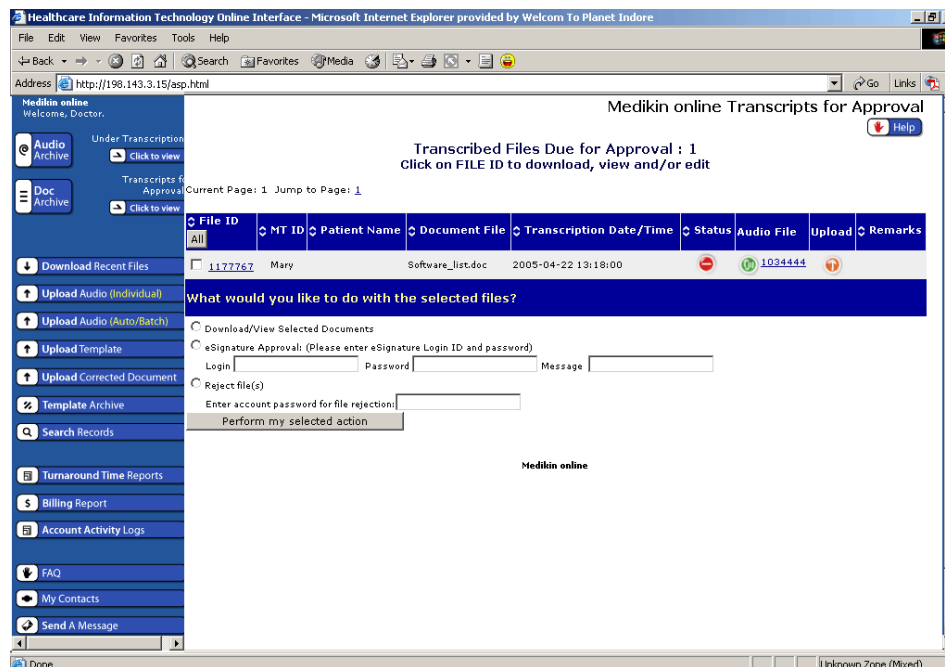 Healthcare Information Technology Online Interface - Microsoft Internet Explorer provided by Welcom To Planet Indore
File Edit View Favorites Tools Help
Back Search Favorites Media
Address http://198.143.3.15/asp.html Go Links
Medikin online
Welcome, Doctor.
Audio Archive
Under Transcription
Click to view
Doc Archive
Transcripts fo
Approval
Click to view
Download Recent Files
Upload Audio (Individual)
Upload Audio (Auto/Batch)
Upload Template
Upload Corrected Document
Template Archive
Search Records
Turnaround Time Reports
Billing Report
Account Activity Logs
FAQ
My Contacts
Send A Message
Medikin online Transcripts for Approval
Help
Transcribed Files Due for Approval : 1
Click on FILE ID to download, view and/or edit
Current Page: 1 Jump to Page: 1
File ID All MT ID Patient Name Document File Transcription Date/Time Status Audio File Upload Remarks
1177767 Mary Software_list.doc 2005-04-22 13:18:00 1034444
What would you like to do with the selected files?
Download/View Selected Documents
eSignature Approval: (Please enter eSignature Login ID and password)
Login Password Message
Reject file(s)
Enter account password for file rejection:
Perform my selected action
Medikin online
Done Unknown Zone (Mixed)